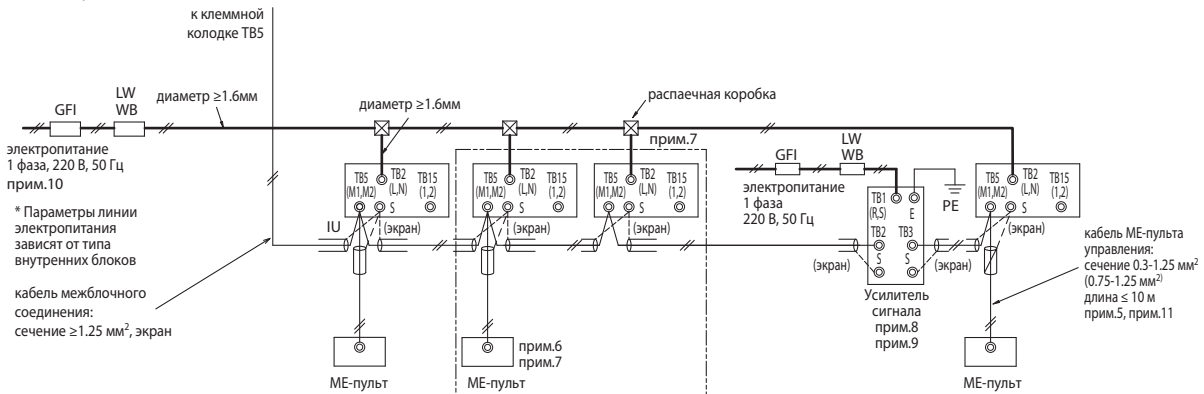 к клеммной
колодке TB5
LW
WB
GFI
диаметр ≥1.6мм
диаметр ≥1.6мм
распаечная коробка
прим.7
LW
WB
GFI
электропитание
1 фаза, 220 В, 50 Гц
прим.10
* Параметры линии
электропитания
зависят от типа
внутренних блоков
кабель межблочного
соединения:
сечение ≥1.25 мм², экран
TB5
(M1,M2)
TB2
(L,N)
TB15
(1,2)
S
IU
(экран)
TB5
(M1,M2)
TB2
(L,N)
TB15
(1,2)
S
(экран)
TB5
(M1,M2)
TB2
(L,N)
TB15
(1,2)
S
(экран)
электропитание
1 фаза
220 В, 50 Гц
TB1
(R,S)
E
PE
TB2
TB3
S
S
(экран)
(экран)
Усилитель
сигнала
прим.8
прим.9
TB5
(M1,M2)
TB2
(L,N)
TB15
(1,2)
S
(экран)
кабель МЕ-пульта
управления:
сечение 0.3-1.25 мм²
(0.75-1.25 мм²)
длина ≤ 10 м
прим.5, прим.11
прим.6
прим.7
МЕ-пульт
МЕ-пульт
МЕ-пульт